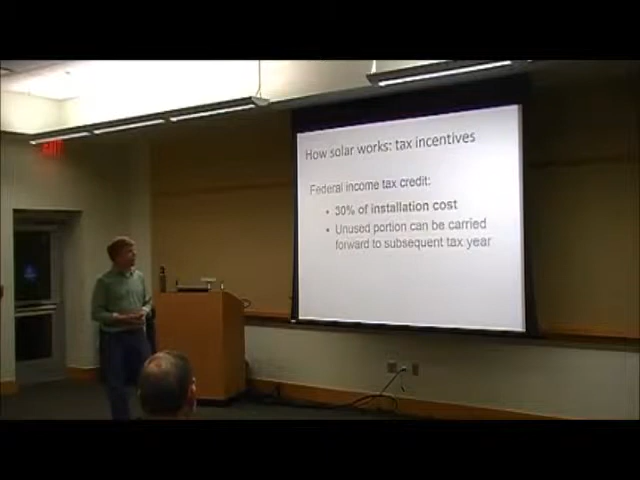 How solar works: tax incentives
Federal income tax credit:
• 30% of installation cost
• Unused portion can be carried
forward to subsequent tax year